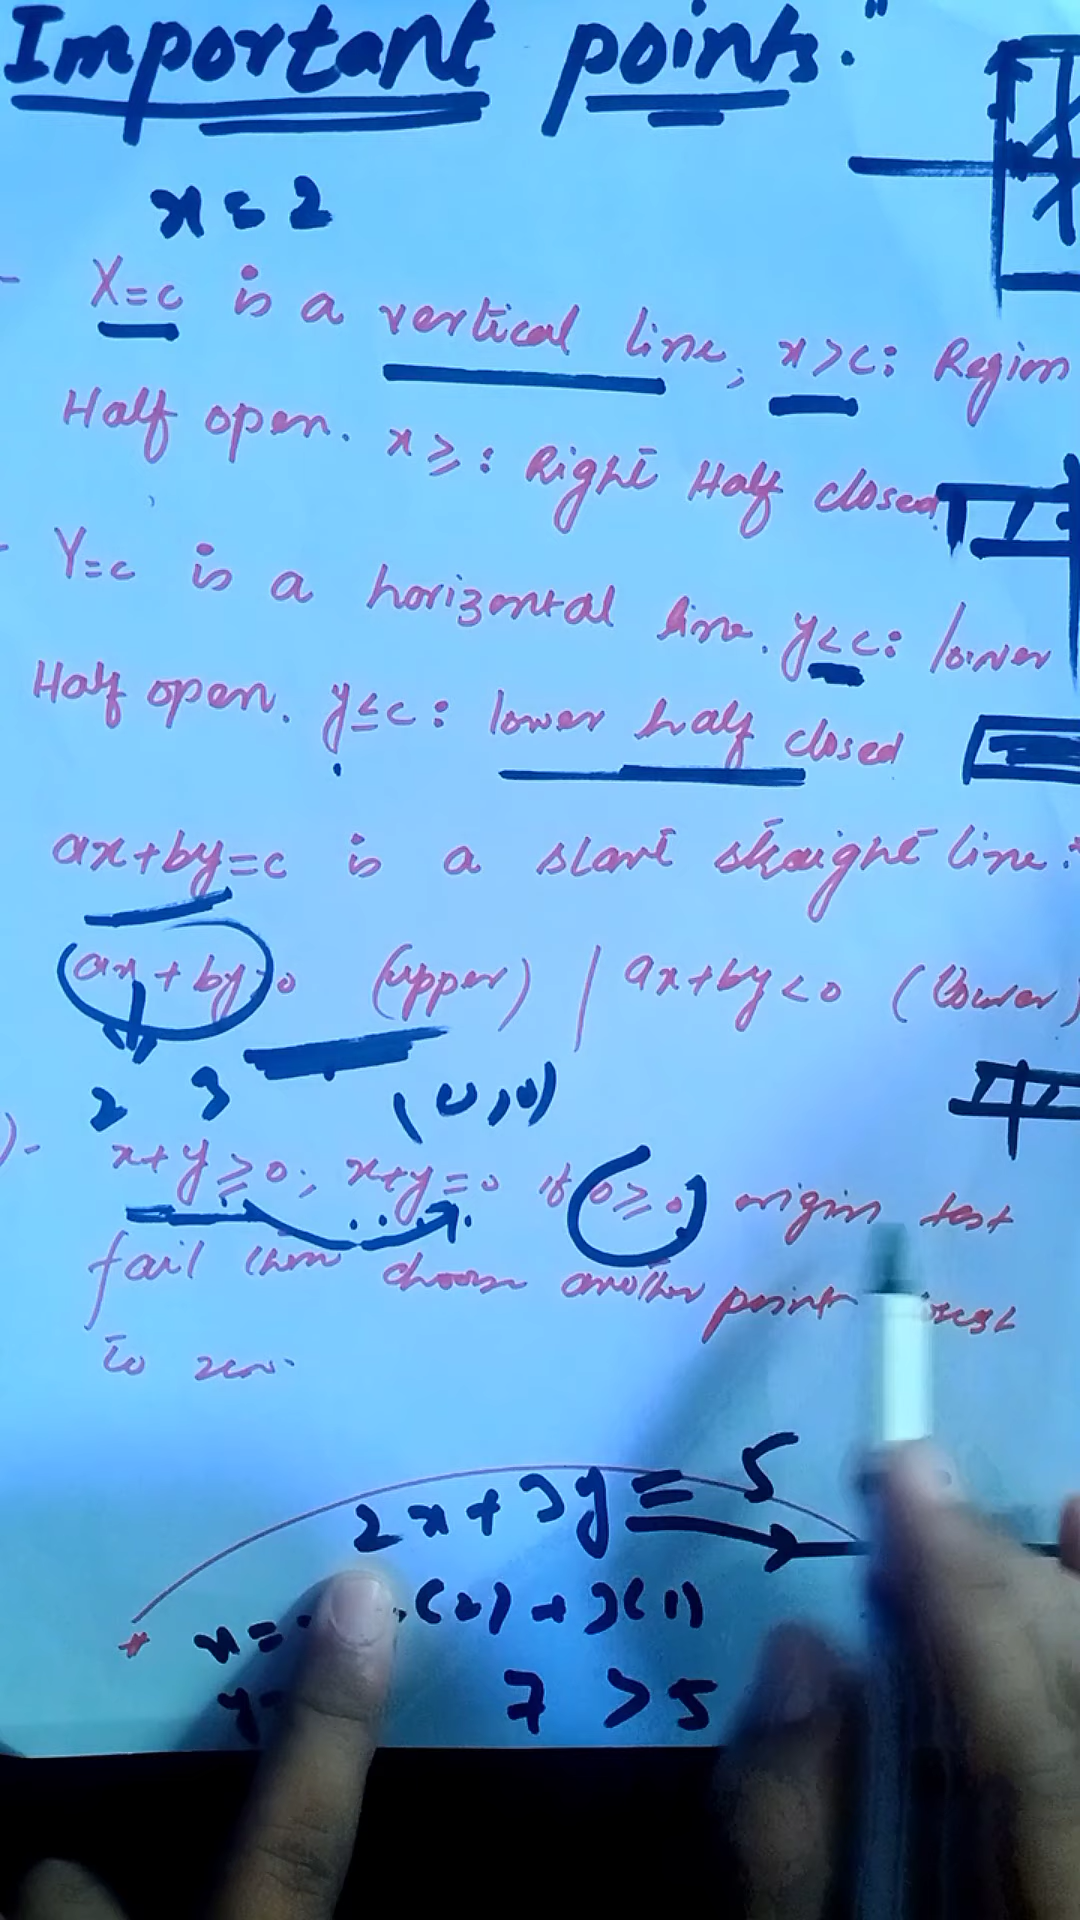 Important points."
x = 2
X=c is a vertical line, x>c: Region
Half open. x ≥ : Right Half closed
Y=c is a horizontal line. y<c: lower
Half open. y≤c: lower half closed
ax+by=c is a slant straight line.
ax+by>0 (upper) | ax+by<0 (Lower)
2 3 (0,0)
)- x+y≥0; x+y=0 if 0≥0 origin test
fail then choose another point
to zero.
2x+3y=5
x= (2) + 3(1)
y= 7 > 5